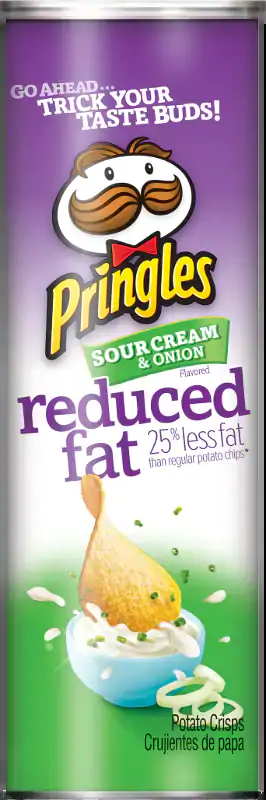 GO AHEAD...
TRICK YOUR
TASTE BUDS!
Pringles
SOUR CREAM
& ONION
Flavored
reduced
fat
25% less fat
than regular potato chips*
Potato Crisps
Crujientes de papa